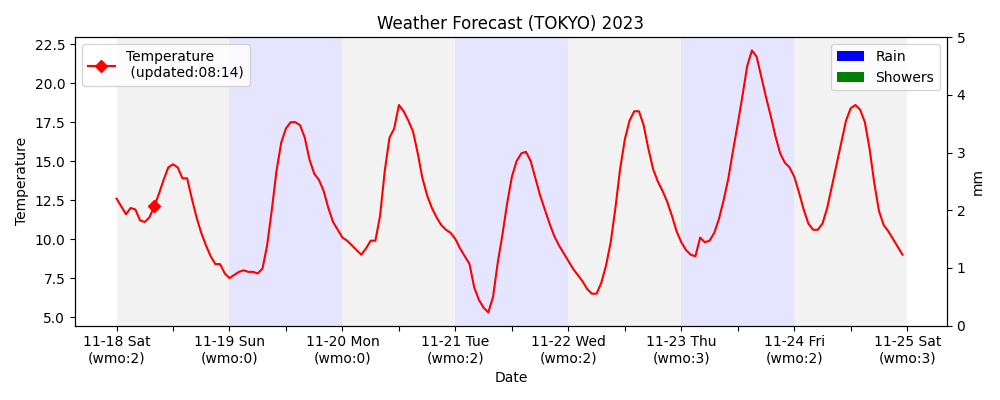 Weather Forecast (TOKYO) 2023
Temperature
(updated:08:14)
Rain
Showers
22.5
20.0
17.5
15.0
12.5
10.0
7.5
5.0
Temperature
5
4
3
2
1
0
mm
11-18 Sat
(wmo:2)
11-19 Sun
(wmo:0)
11-20 Mon
(wmo:0)
11-21 Tue
(wmo:2)
11-22 Wed
(wmo:2)
11-23 Thu
(wmo:3)
11-24 Fri
(wmo:2)
11-25 Sat
(wmo:3)
Date